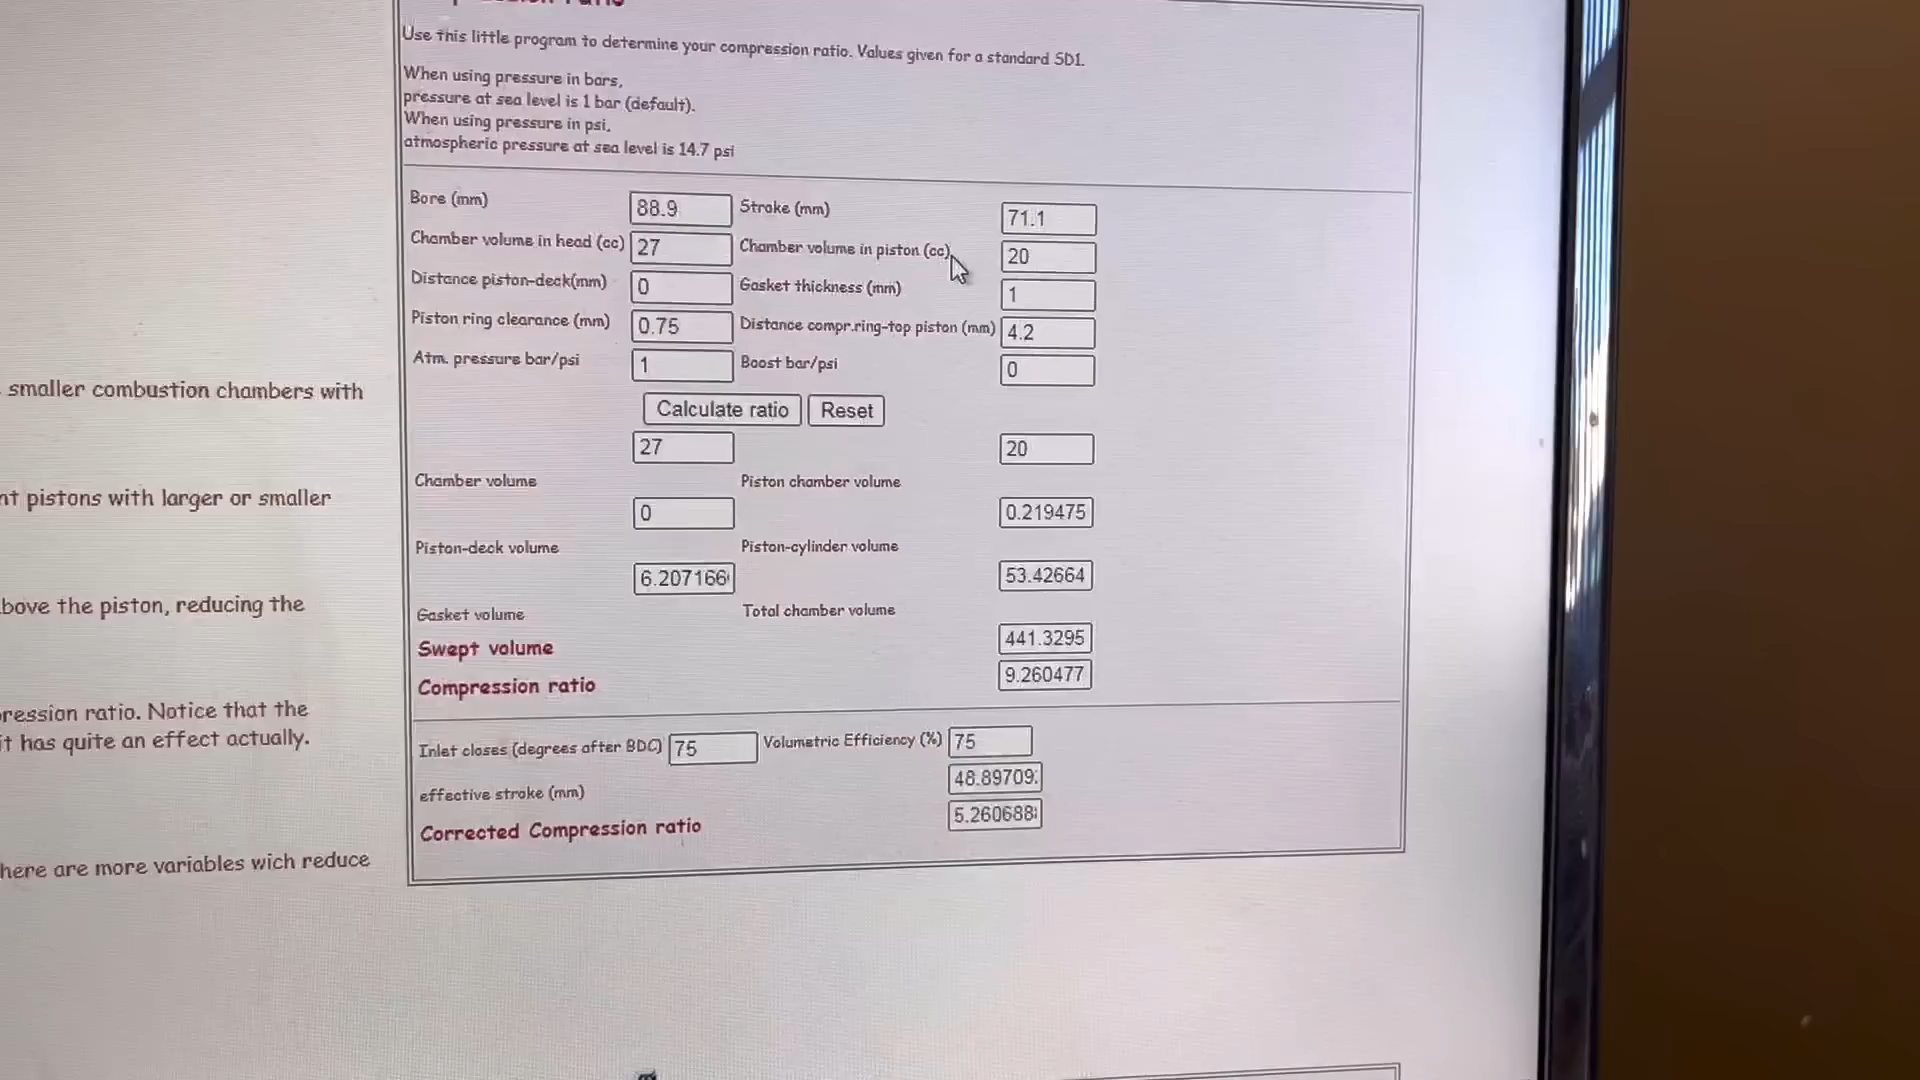 Use this little program to determine your compression ratio. Values given for a standard SD1.
When using pressure in bars,
pressure at sea level is 1 bar (default).
When using pressure in psi,
atmospheric pressure at sea level is 14.7 psi
Bore (mm) 88.9 Stroke (mm) 71.1
Chamber volume in head (cc) 27 Chamber volume in piston (cc) 20
Distance piston-deck(mm) 0 Gasket thickness (mm) 1
Piston ring clearance (mm) 0.75 Distance compr.ring-top piston (mm) 4.2
Atm. pressure bar/psi 1 Boost bar/psi 0
Calculate ratio Reset
27 20
Chamber volume Piston chamber volume
0 0.219475
Piston-deck volume Piston-cylinder volume
6.207166 53.42664
Gasket volume Total chamber volume
Swept volume 441.3295
Compression ratio 9.260477
Inlet closes (degrees after BDC) 75 Volumetric Efficiency (%) 75
effective stroke (mm) 48.89709
Corrected Compression ratio 5.260688
smaller combustion chambers with
nt pistons with larger or smaller
bove the piston, reducing the
ression ratio. Notice that the
it has quite an effect actually.
here are more variables wich reduce